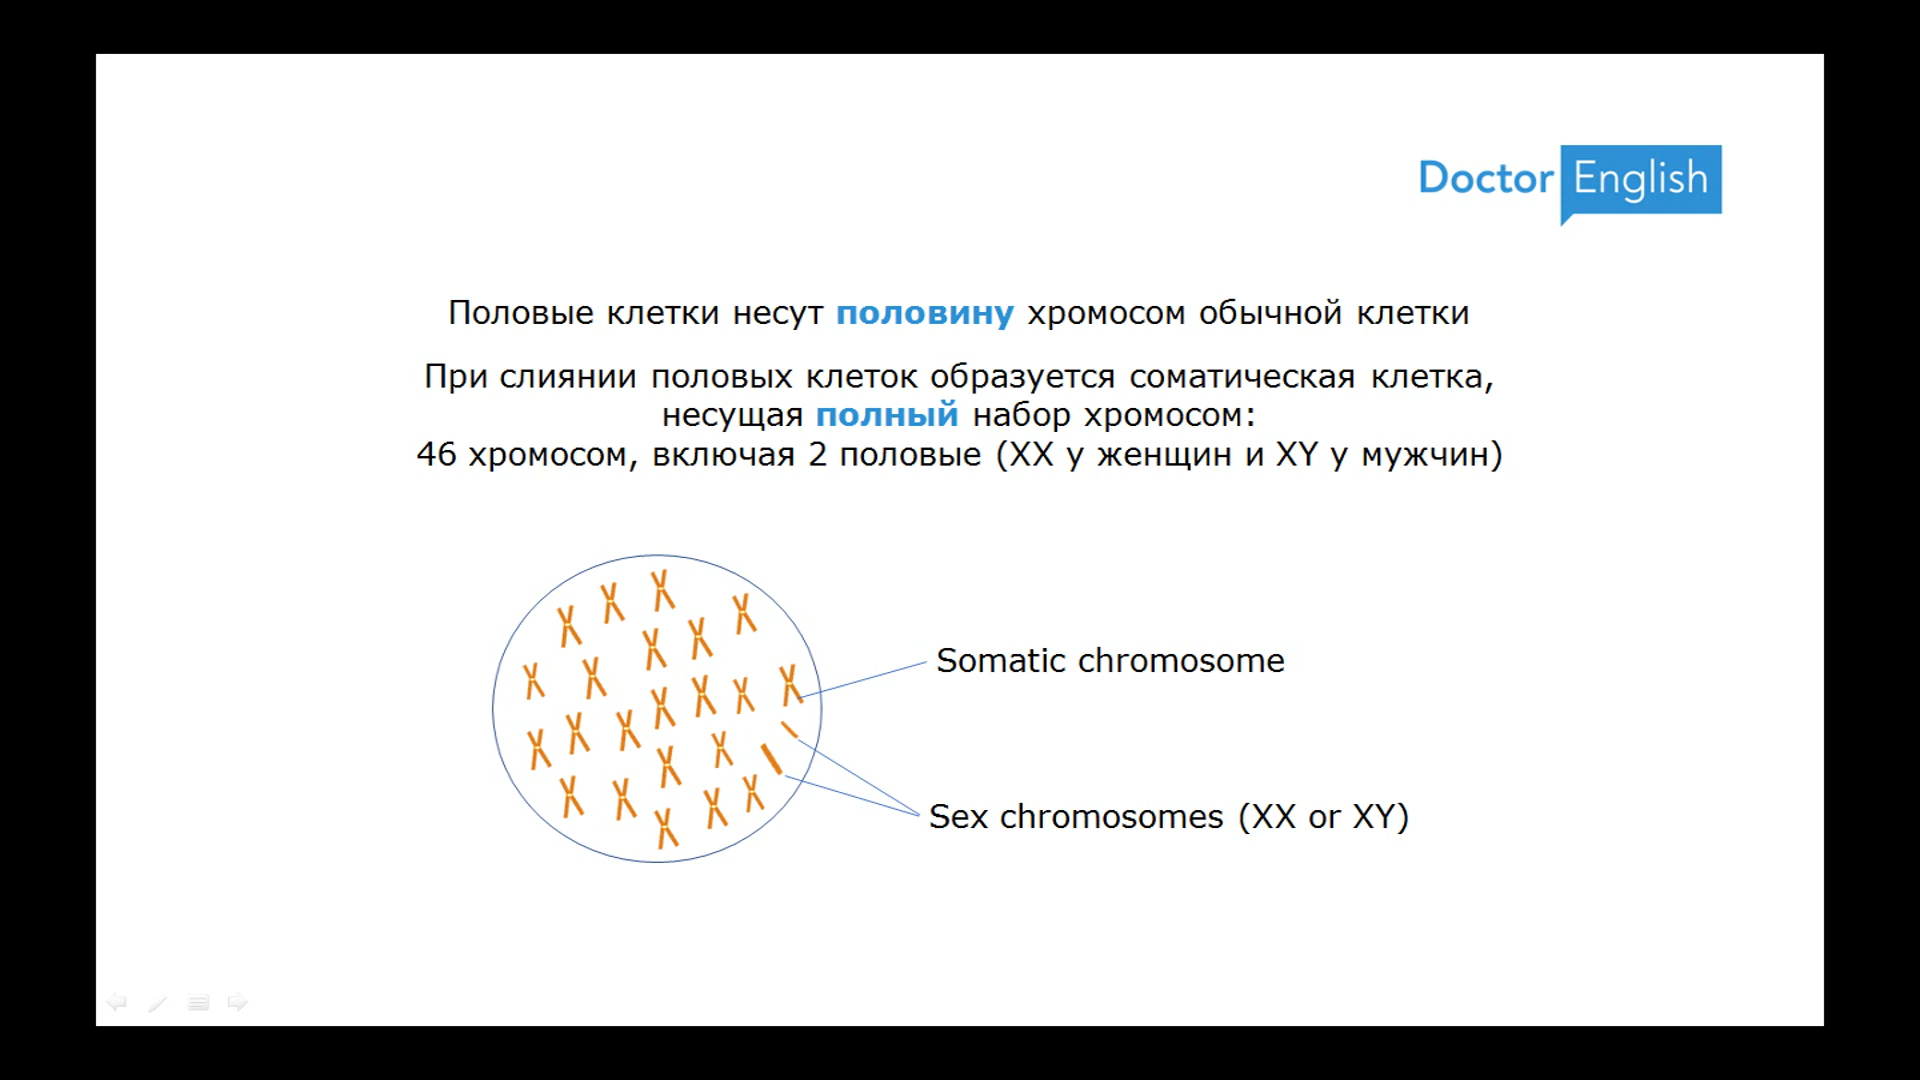 Doctor English
Половые клетки несут половину хромосом обычной клетки
При слиянии половых клеток образуется соматическая клетка,
несущая полный набор хромосом:
46 хромосом, включая 2 половые (XX у женщин и XY у мужчин)
Somatic chromosome
Sex chromosomes (XX or XY)